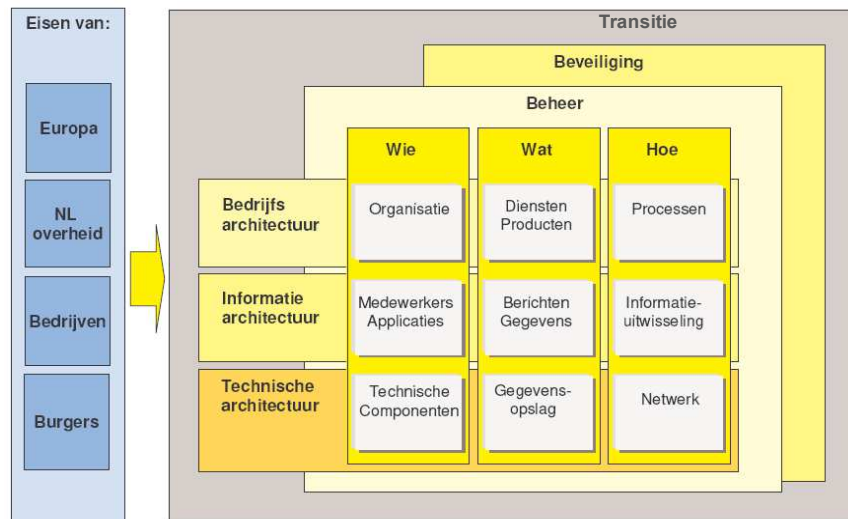 Eisen van:
Europa
NL
overheid
Bedrijven
Burgers
Transitie
Beveiliging
Beheer
Wie
Wat
Hoe
Bedrijfs
architectuur
Organisatie
Diensten
Producten
Processen
Informatie
architectuur
Medewerkers
Applicaties
Berichten
Gegevens
Informatie-
uitwisseling
Technische
architectuur
Technische
Componenten
Gegevens-
opslag
Netwerk